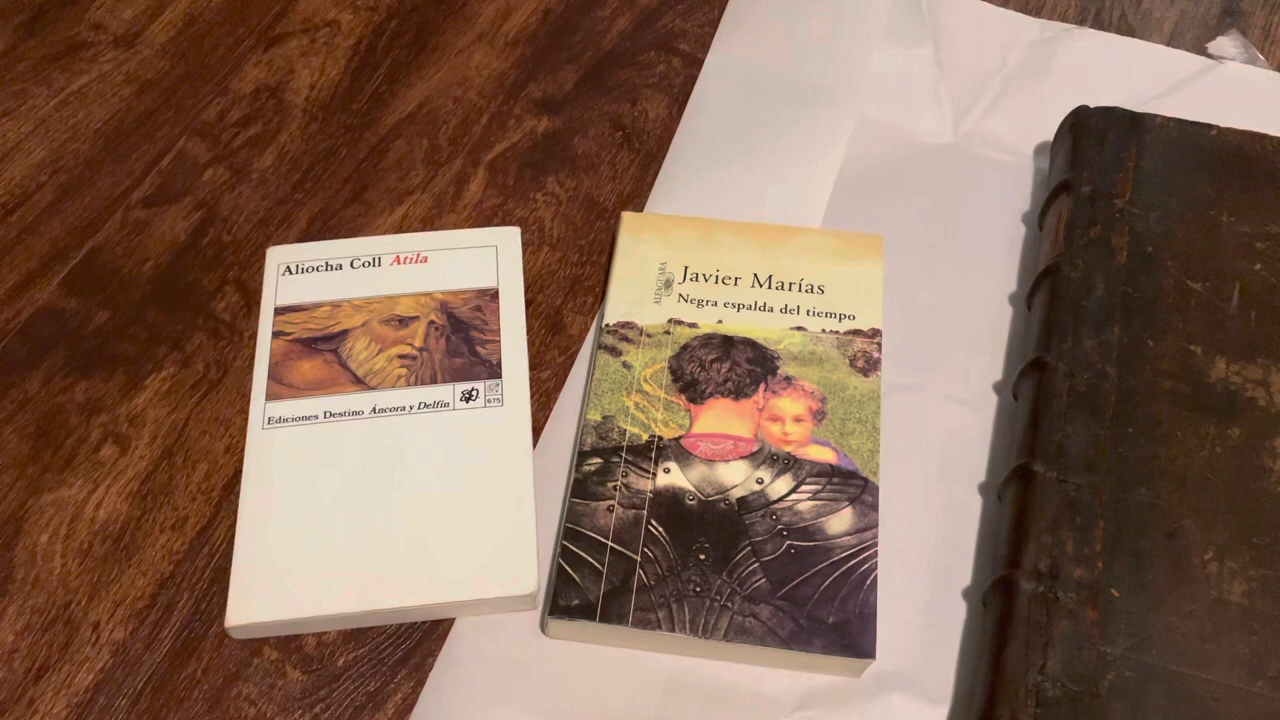 Aliocha Coll Atila
Ediciones Destino Áncora y Delfín
675
ALFAGUARA
Javier Marías
Negra espalda del tiempo